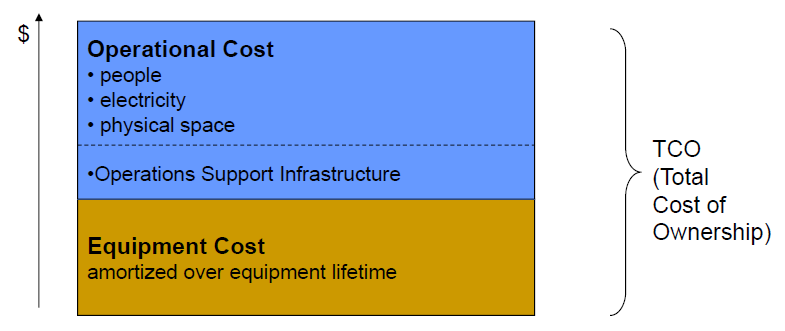 $
Operational Cost
• people
• electricity
• physical space
•Operations Support Infrastructure
Equipment Cost
amortized over equipment lifetime
TCO
(Total
Cost of
Ownership)